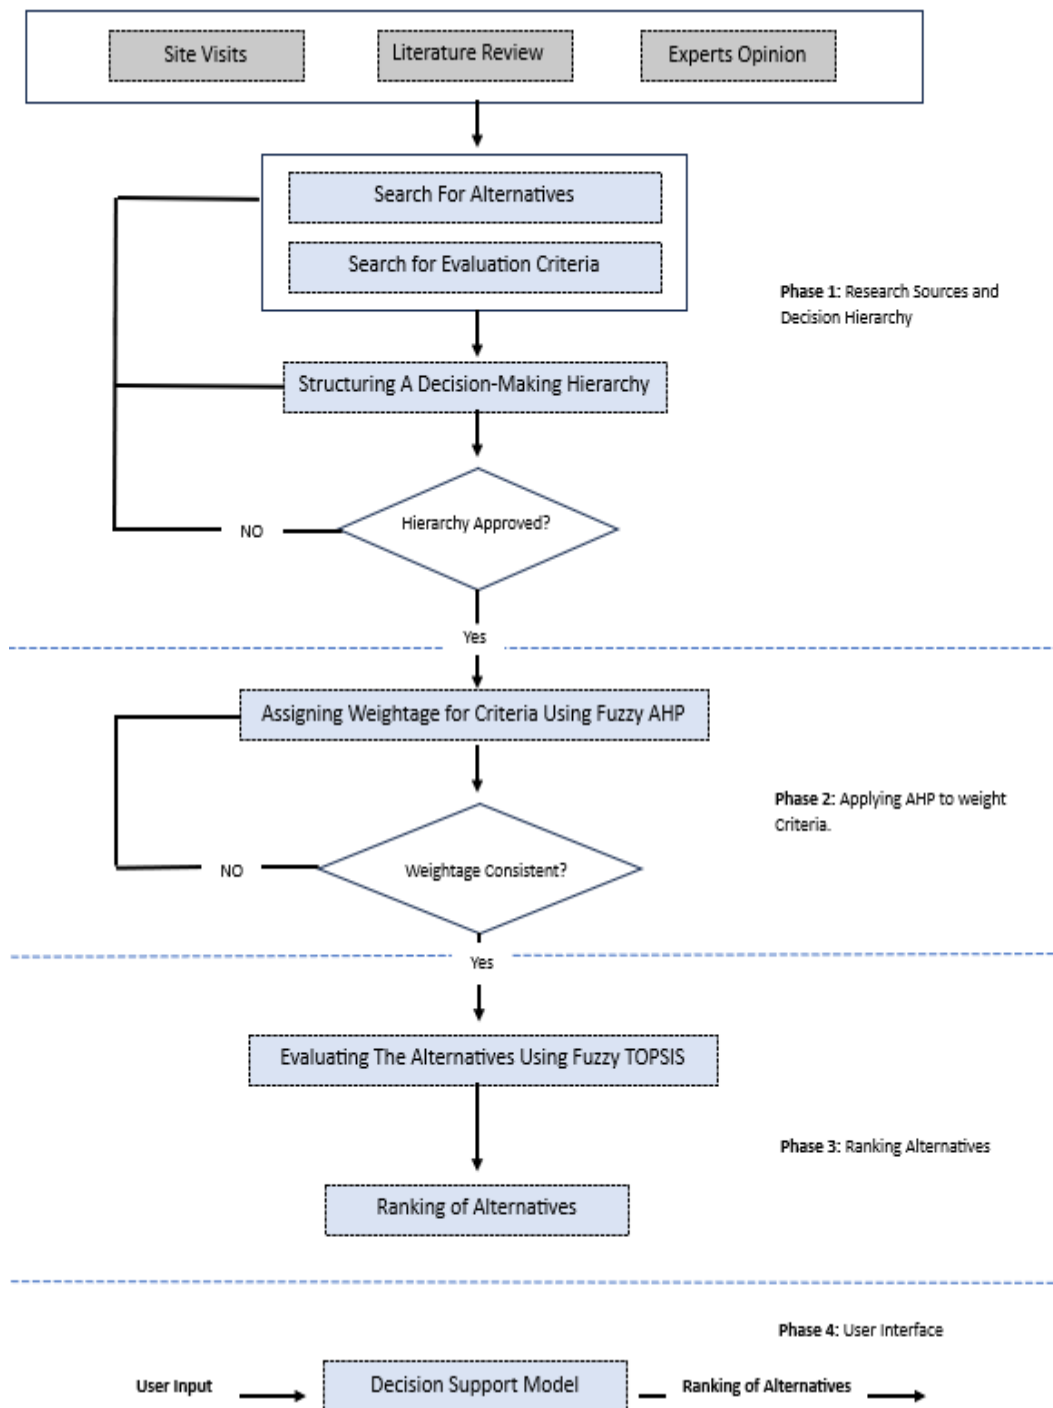 Site Visits
Literature Review
Experts Opinion
Search For Alternatives
Search for Evaluation Criteria
Phase 1: Research Sources and
Decision Hierarchy
Structuring A Decision-Making Hierarchy
Hierarchy Approved?
NO
Yes
Assigning Weightage for Criteria Using Fuzzy AHP
Phase 2: Applying AHP to weight
Criteria.
Weightage Consistent?
NO
Yes
Evaluating The Alternatives Using Fuzzy TOPSIS
Phase 3: Ranking Alternatives
Ranking of Alternatives
Phase 4: User Interface
User Input
Decision Support Model
Ranking of Alternatives